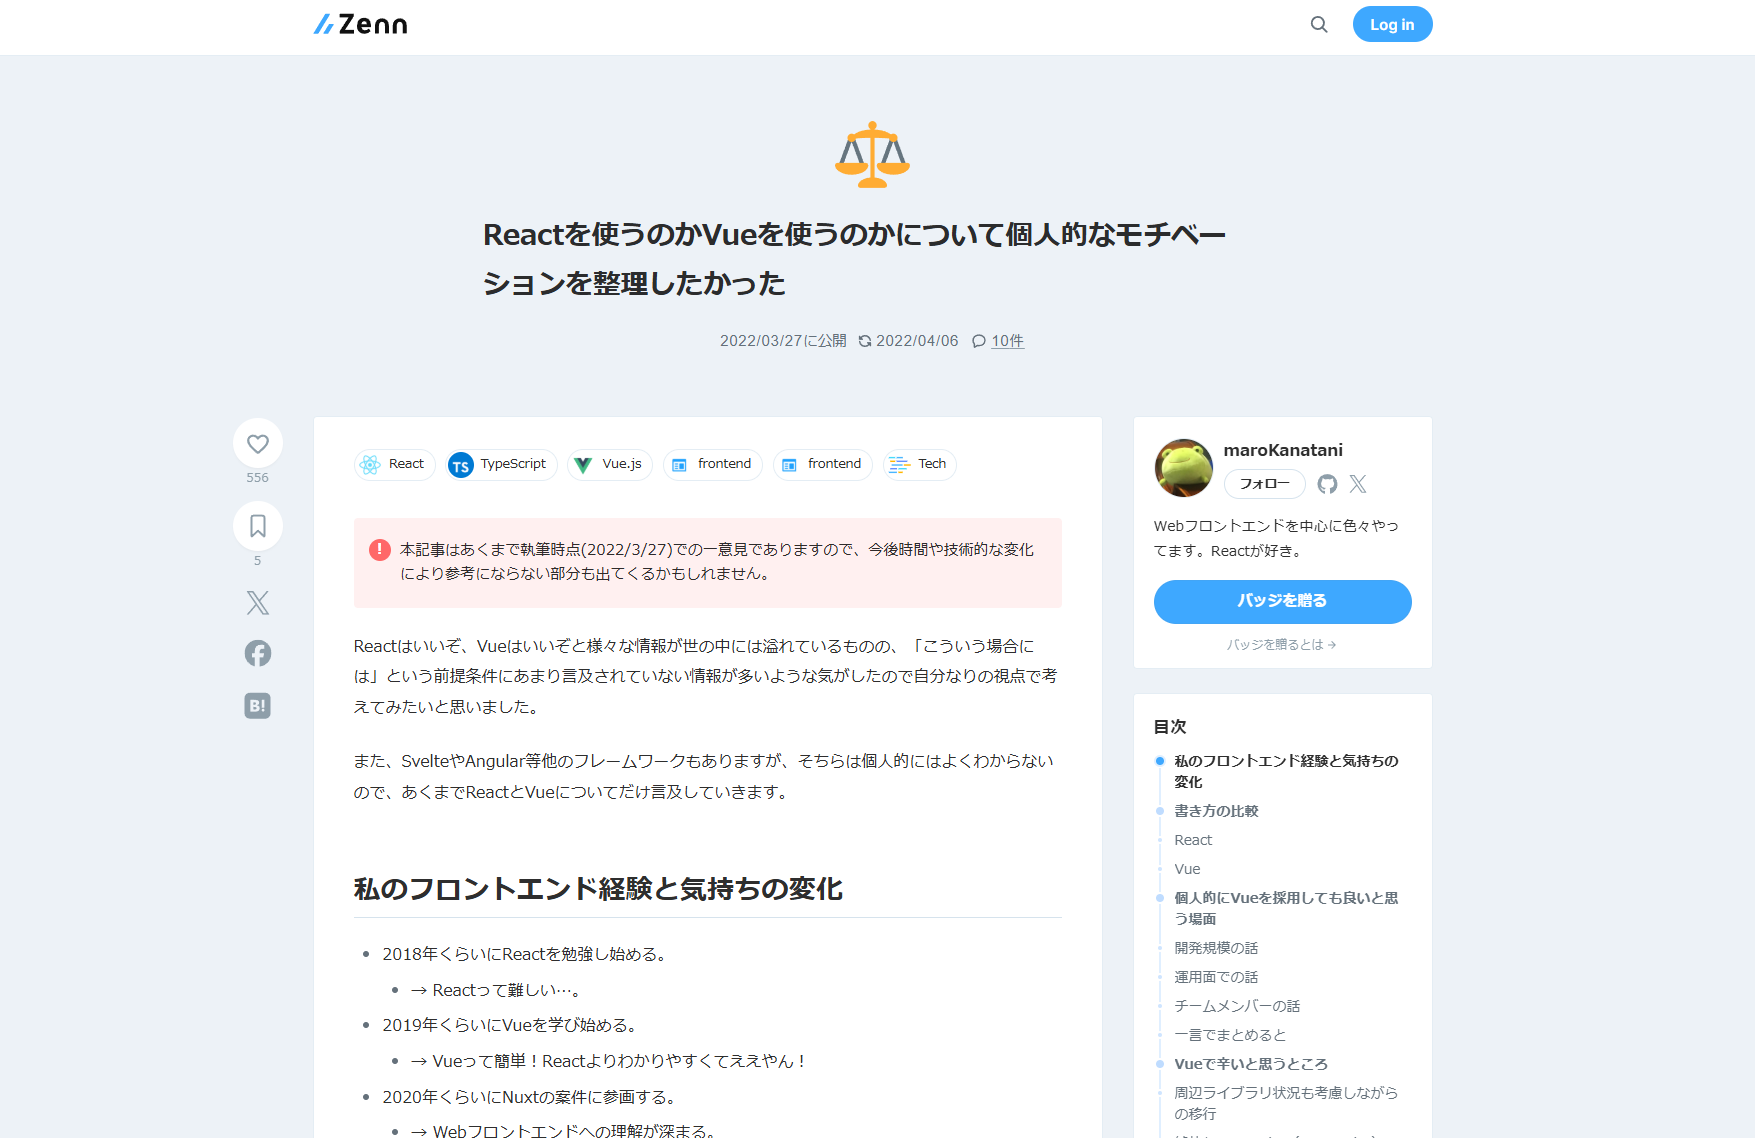 Zenn
Log in
Reactを使うのかVueを使うのかについて個人的なモチベー
ションを整理したかった
2022/03/27に公開 2022/04/06 10件
556
5
B!
React TypeScript Vue.js frontend frontend Tech
TS
本記事はあくまで執筆時点(2022/3/27)での一意見でありますので、今後時間や技術的な変化
により参考にならない部分も出てくるかもしれません。
Reactはいいぞ、Vueはいいぞと様々な情報が世の中には溢れているものの、「こういう場合に
は」という前提条件にあまり言及されていない情報が多いような気がしたので自分なりの視点で考
えてみたいと思いました。
また、SvelteやAngular等他のフレームワークもありますが、そちらは個人的にはよくわからない
ので、あくまでReactとVueについてだけ言及していきます。
私のフロントエンド経験と気持ちの変化
2018年くらいにReactを勉強し始める。
→ Reactって難しい…。
2019年くらいにVueを学び始める。
→ Vueって簡単！Reactよりわかりやすくてええやん！
2020年くらいにNuxtの案件に参画する。
→ Webフロントエンドへの理解が深まる。
maroKanatani
フォロー
Webフロントエンドを中心に色々やっ
てます。Reactが好き。
バッジを贈る
バッジを贈るとは →
目次
私のフロントエンド経験と気持ちの
変化
書き方の比較
React
Vue
個人的にVueを採用しても良いと思
う場面
開発規模の話
運用面での話
チームメンバーの話
一言でまとめると
Vueで辛いと思うところ
周辺ライブラリ状況も考慮しながら
の移行